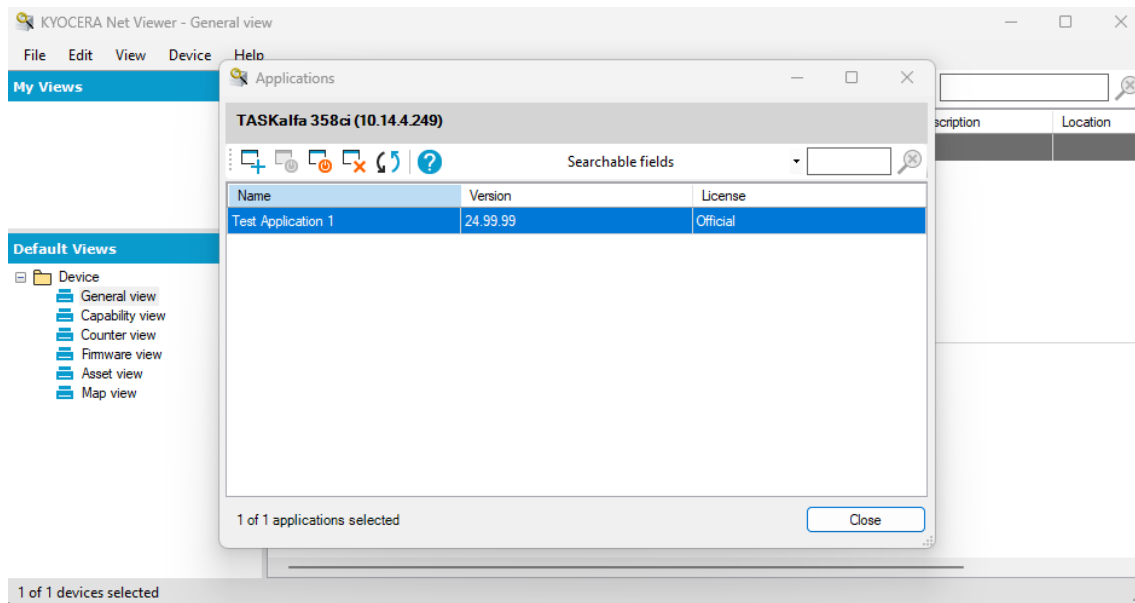 KYOCERA Net Viewer - General view
File Edit View Device Help
My Views
Applications
TASKalfa 358ci (10.14.4.249)
Searchable fields
Name Version License
Test Application 1 24.99.99 Official
1 of 1 applications selected
Close
Location
Default Views
Device
General view
Capability view
Counter view
Firmware view
Asset view
Map view
1 of 1 devices selected